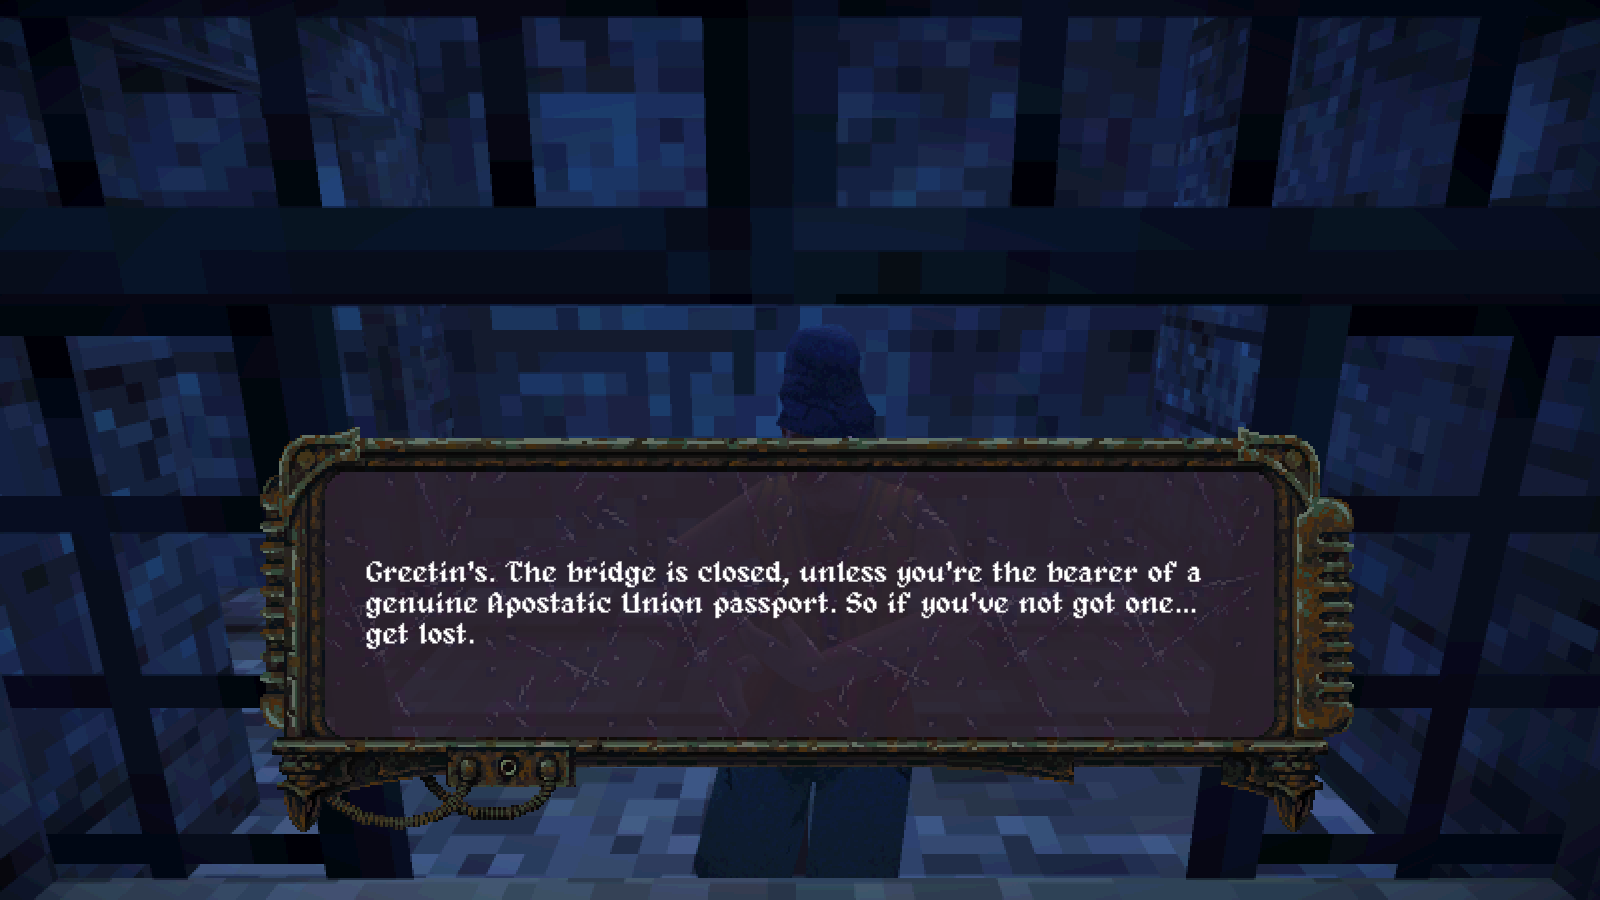 Greetin's. The bridge is closed, unless you're the bearer of a
genuine Apostatic Union passport. So if you've not got one...
get lost.